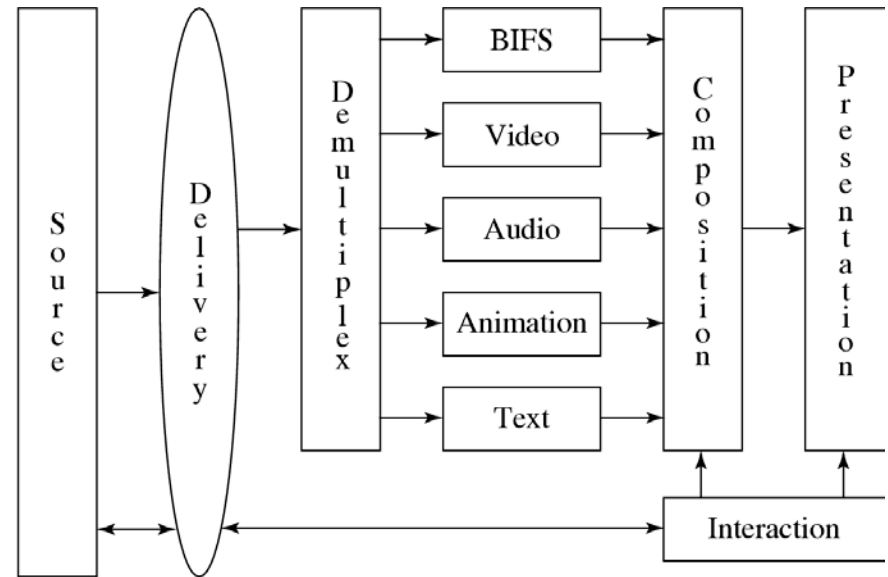 Source
Delivery
Demultiplex
BIFS
Video
Audio
Animation
Text
Composition
Presentation
Interaction